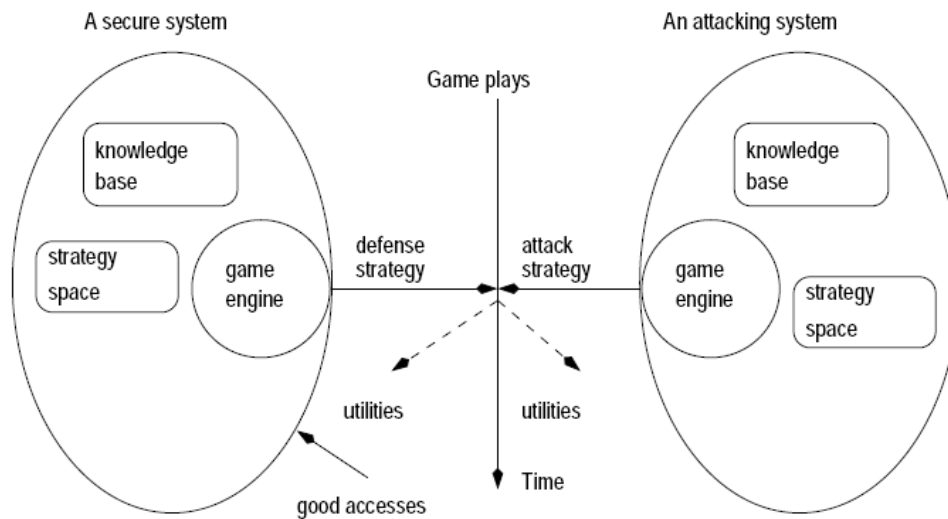 A secure system
An attacking system
Game plays
knowledge
base
strategy
space
game
engine
defense
strategy
attack
strategy
knowledge
base
game
engine
strategy
space
utilities
utilities
Time
good accesses